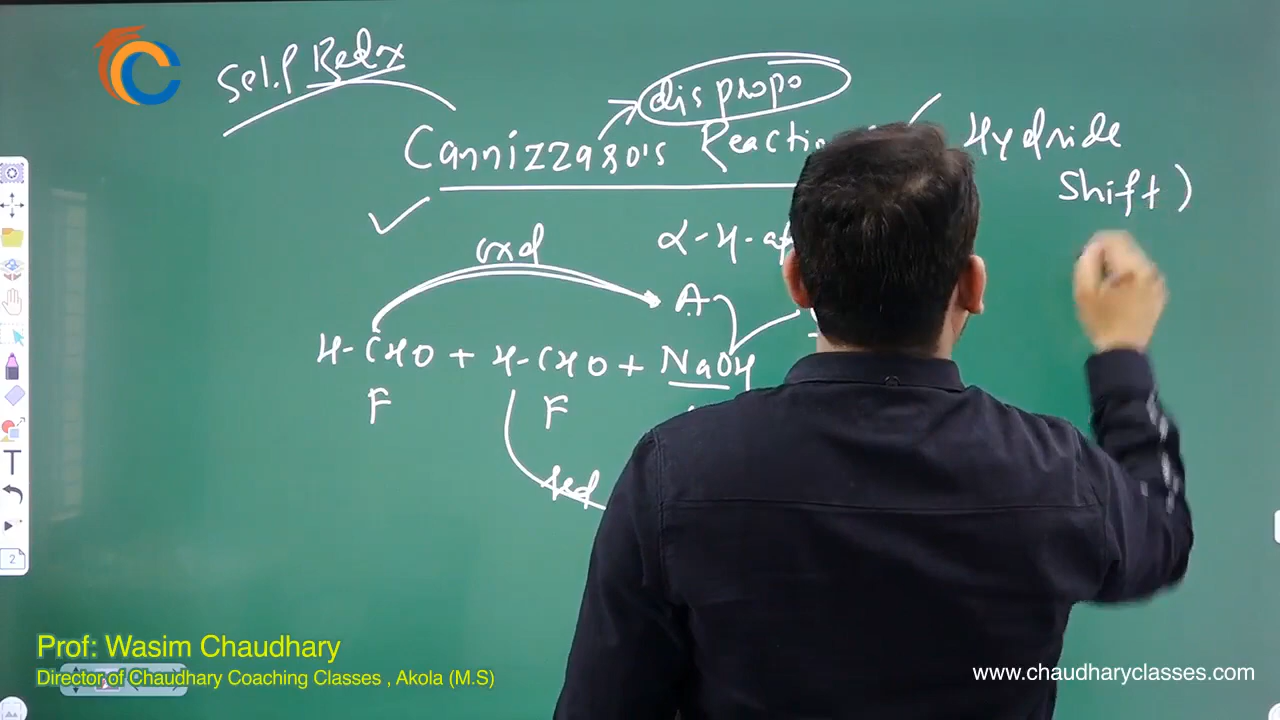 Self Redx
dispropo
Cannizzaro's Reactio
Hydride
Shift)
oxd
α-H-
A
H-CHO + H-CHO + NaOH
F F
red
2
Prof: Wasim Chaudhary
Director of Chaudhary Coaching Classes , Akola (M.S)
www.chaudharyclasses.com